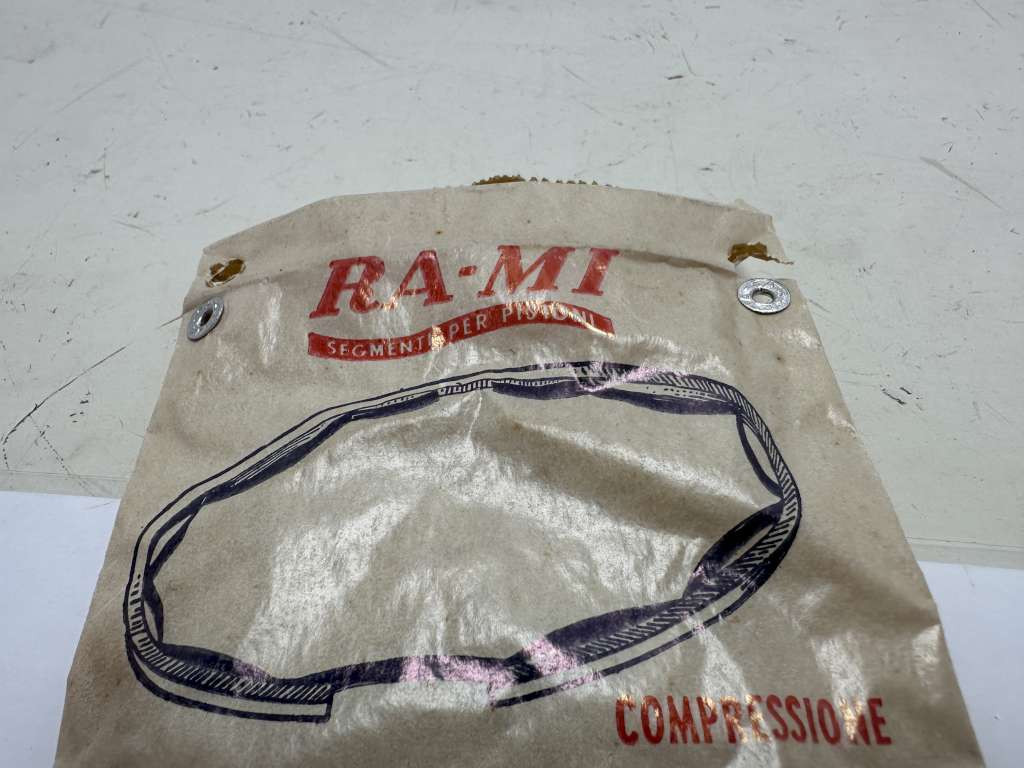 RA-MI
SEGMENTI PER PISTONI
COMPRESSIONE